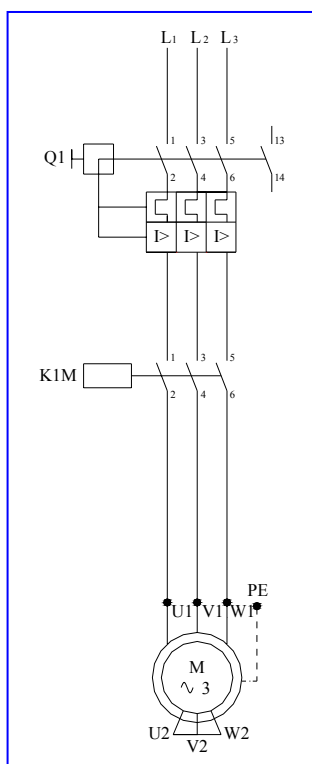 L1 L2 L3
1 3 5 13
Q1
2 4 6 14
I> I> I>
1 3 5
K1M
2 4 6
PE
U1 V1 W1
M
∿ 3
U2 V2 W2